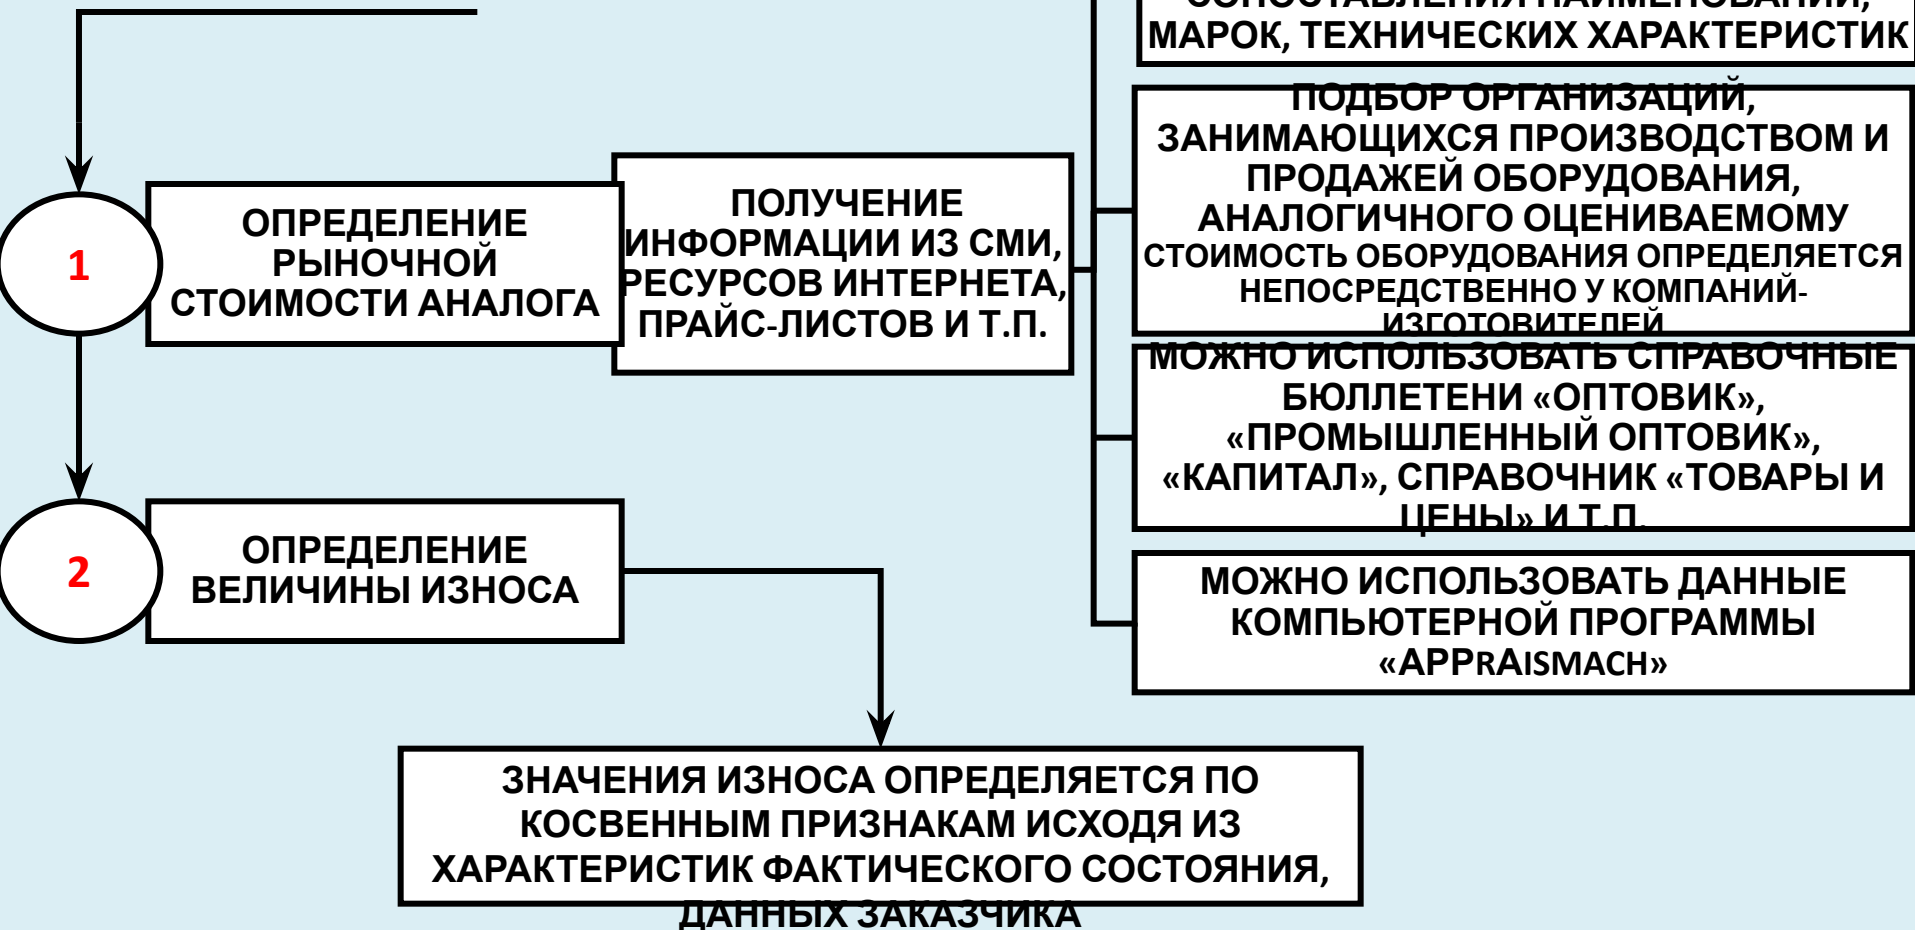 СОПОСТАВЛЕНИЯ НАИМЕНОВАНИЙ,
МАРОК, ТЕХНИЧЕСКИХ ХАРАКТЕРИСТИК
ПОДБОР ОРГАНИЗАЦИЙ,
ЗАНИМАЮЩИХСЯ ПРОИЗВОДСТВОМ И
ПРОДАЖЕЙ ОБОРУДОВАНИЯ,
АНАЛОГИЧНОГО ОЦЕНИВАЕМОМУ
СТОИМОСТЬ ОБОРУДОВАНИЯ ОПРЕДЕЛЯЕТСЯ
НЕПОСРЕДСТВЕННО У КОМПАНИЙ-
ИЗГОТОВИТЕЛЕЙ
1
ОПРЕДЕЛЕНИЕ
РЫНОЧНОЙ
СТОИМОСТИ АНАЛОГА
ПОЛУЧЕНИЕ
ИНФОРМАЦИИ ИЗ СМИ,
РЕСУРСОВ ИНТЕРНЕТА,
ПРАЙС-ЛИСТОВ И Т.П.
МОЖНО ИСПОЛЬЗОВАТЬ СПРАВОЧНЫЕ
БЮЛЛЕТЕНИ «ОПТОВИК»,
«ПРОМЫШЛЕННЫЙ ОПТОВИК»,
«КАПИТАЛ», СПРАВОЧНИК «ТОВАРЫ И
ЦЕНЫ» И Т.П.
2
ОПРЕДЕЛЕНИЕ
ВЕЛИЧИНЫ ИЗНОСА
МОЖНО ИСПОЛЬЗОВАТЬ ДАННЫЕ
КОМПЬЮТЕРНОЙ ПРОГРАММЫ
«APPRAISMACH»
ЗНАЧЕНИЯ ИЗНОСА ОПРЕДЕЛЯЕТСЯ ПО
КОСВЕННЫМ ПРИЗНАКАМ ИСХОДЯ ИЗ
ХАРАКТЕРИСТИК ФАКТИЧЕСКОГО СОСТОЯНИЯ,
ДАННЫХ ЗАКАЗЧИКА